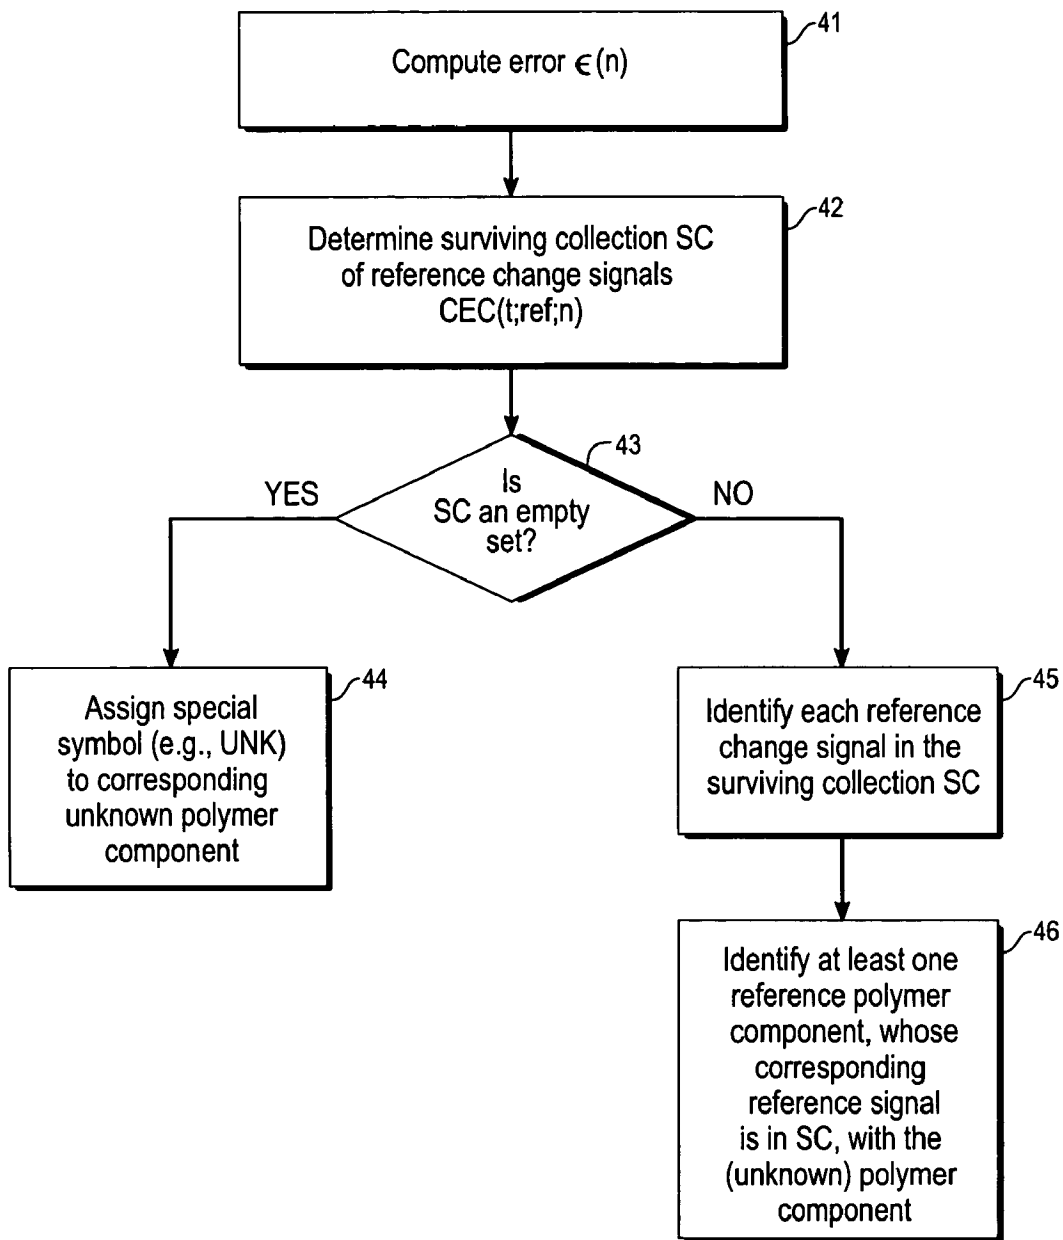 41
Compute error ϵ(n)
42
Determine surviving collection SC
of reference change signals
CEC(t;ref;n)
43
Is
SC an empty
set?
YES
NO
44
Assign special
symbol (e.g., UNK)
to corresponding
unknown polymer
component
45
Identify each reference
change signal in the
surviving collection SC
46
Identify at least one
reference polymer
component, whose
corresponding
reference signal
is in SC, with the
(unknown) polymer
component